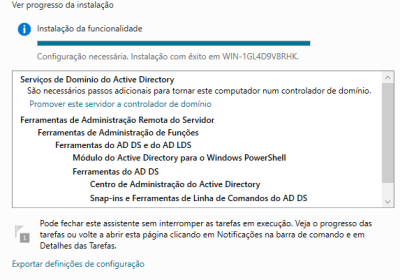 Ver progresso da instalação
Instalação da funcionalidade
Configuração necessária. Instalação com êxito em WIN-1GL4D9V8RHK.
Serviços de Domínio do Active Directory
São necessários passos adicionais para tornar este computador num controlador de domínio.
Promover este servidor a controlador de domínio
Ferramentas de Administração Remota do Servidor
Ferramentas de Administração de Funções
Ferramentas do AD DS e do AD LDS
Módulo do Active Directory para o Windows PowerShell
Ferramentas do AD DS
Centro de Administração do Active Directory
Snap-ins e Ferramentas de Linha de Comandos do AD DS
1
Pode fechar este assistente sem interromper as tarefas em execução. Veja o progresso das
tarefas ou volte a abrir esta página clicando em Notificações na barra de comando e em
Detalhes das Tarefas.
Exportar definições de configuração